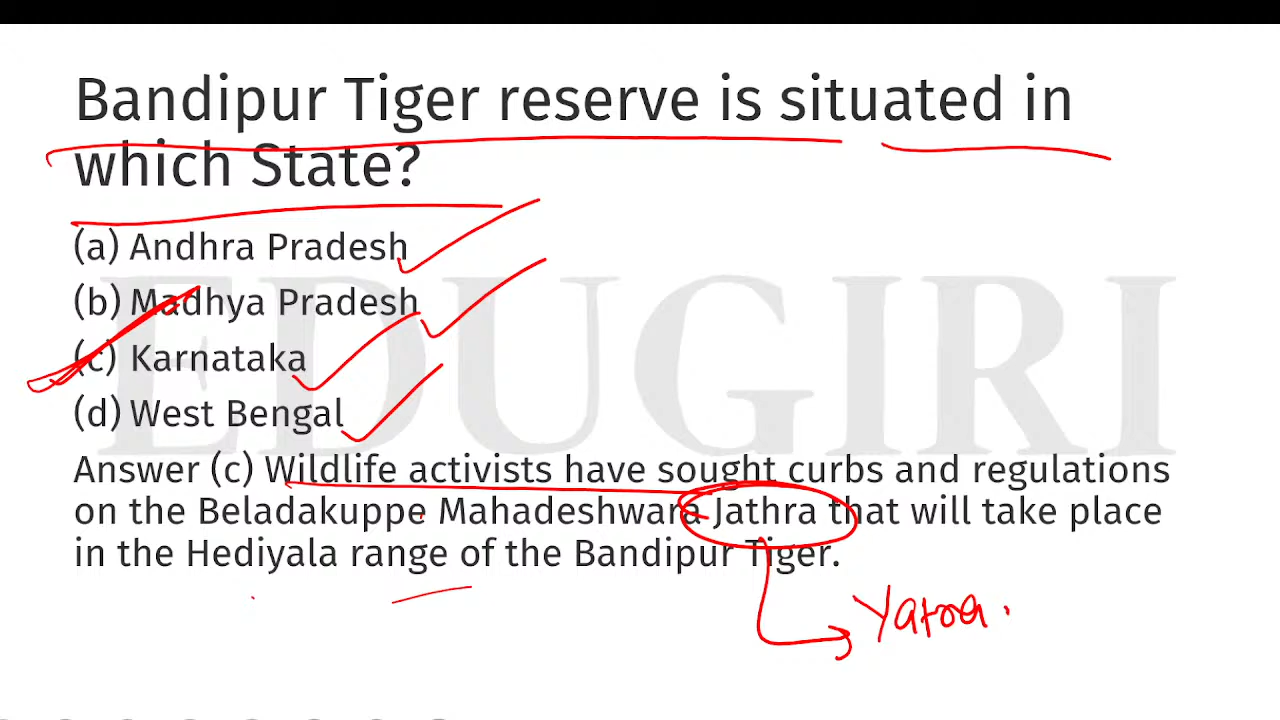 Bandipur Tiger reserve is situated in
which State?
(a) Andhra Pradesh
(b) Madhya Pradesh
(c) Karnataka
(d) West Bengal
EDUGIRI
Answer (c) Wildlife activists have sought curbs and regulations
on the Beladakuppe Mahadeshwara Jathra that will take place
in the Hediyala range of the Bandipur Tiger.
Yatra